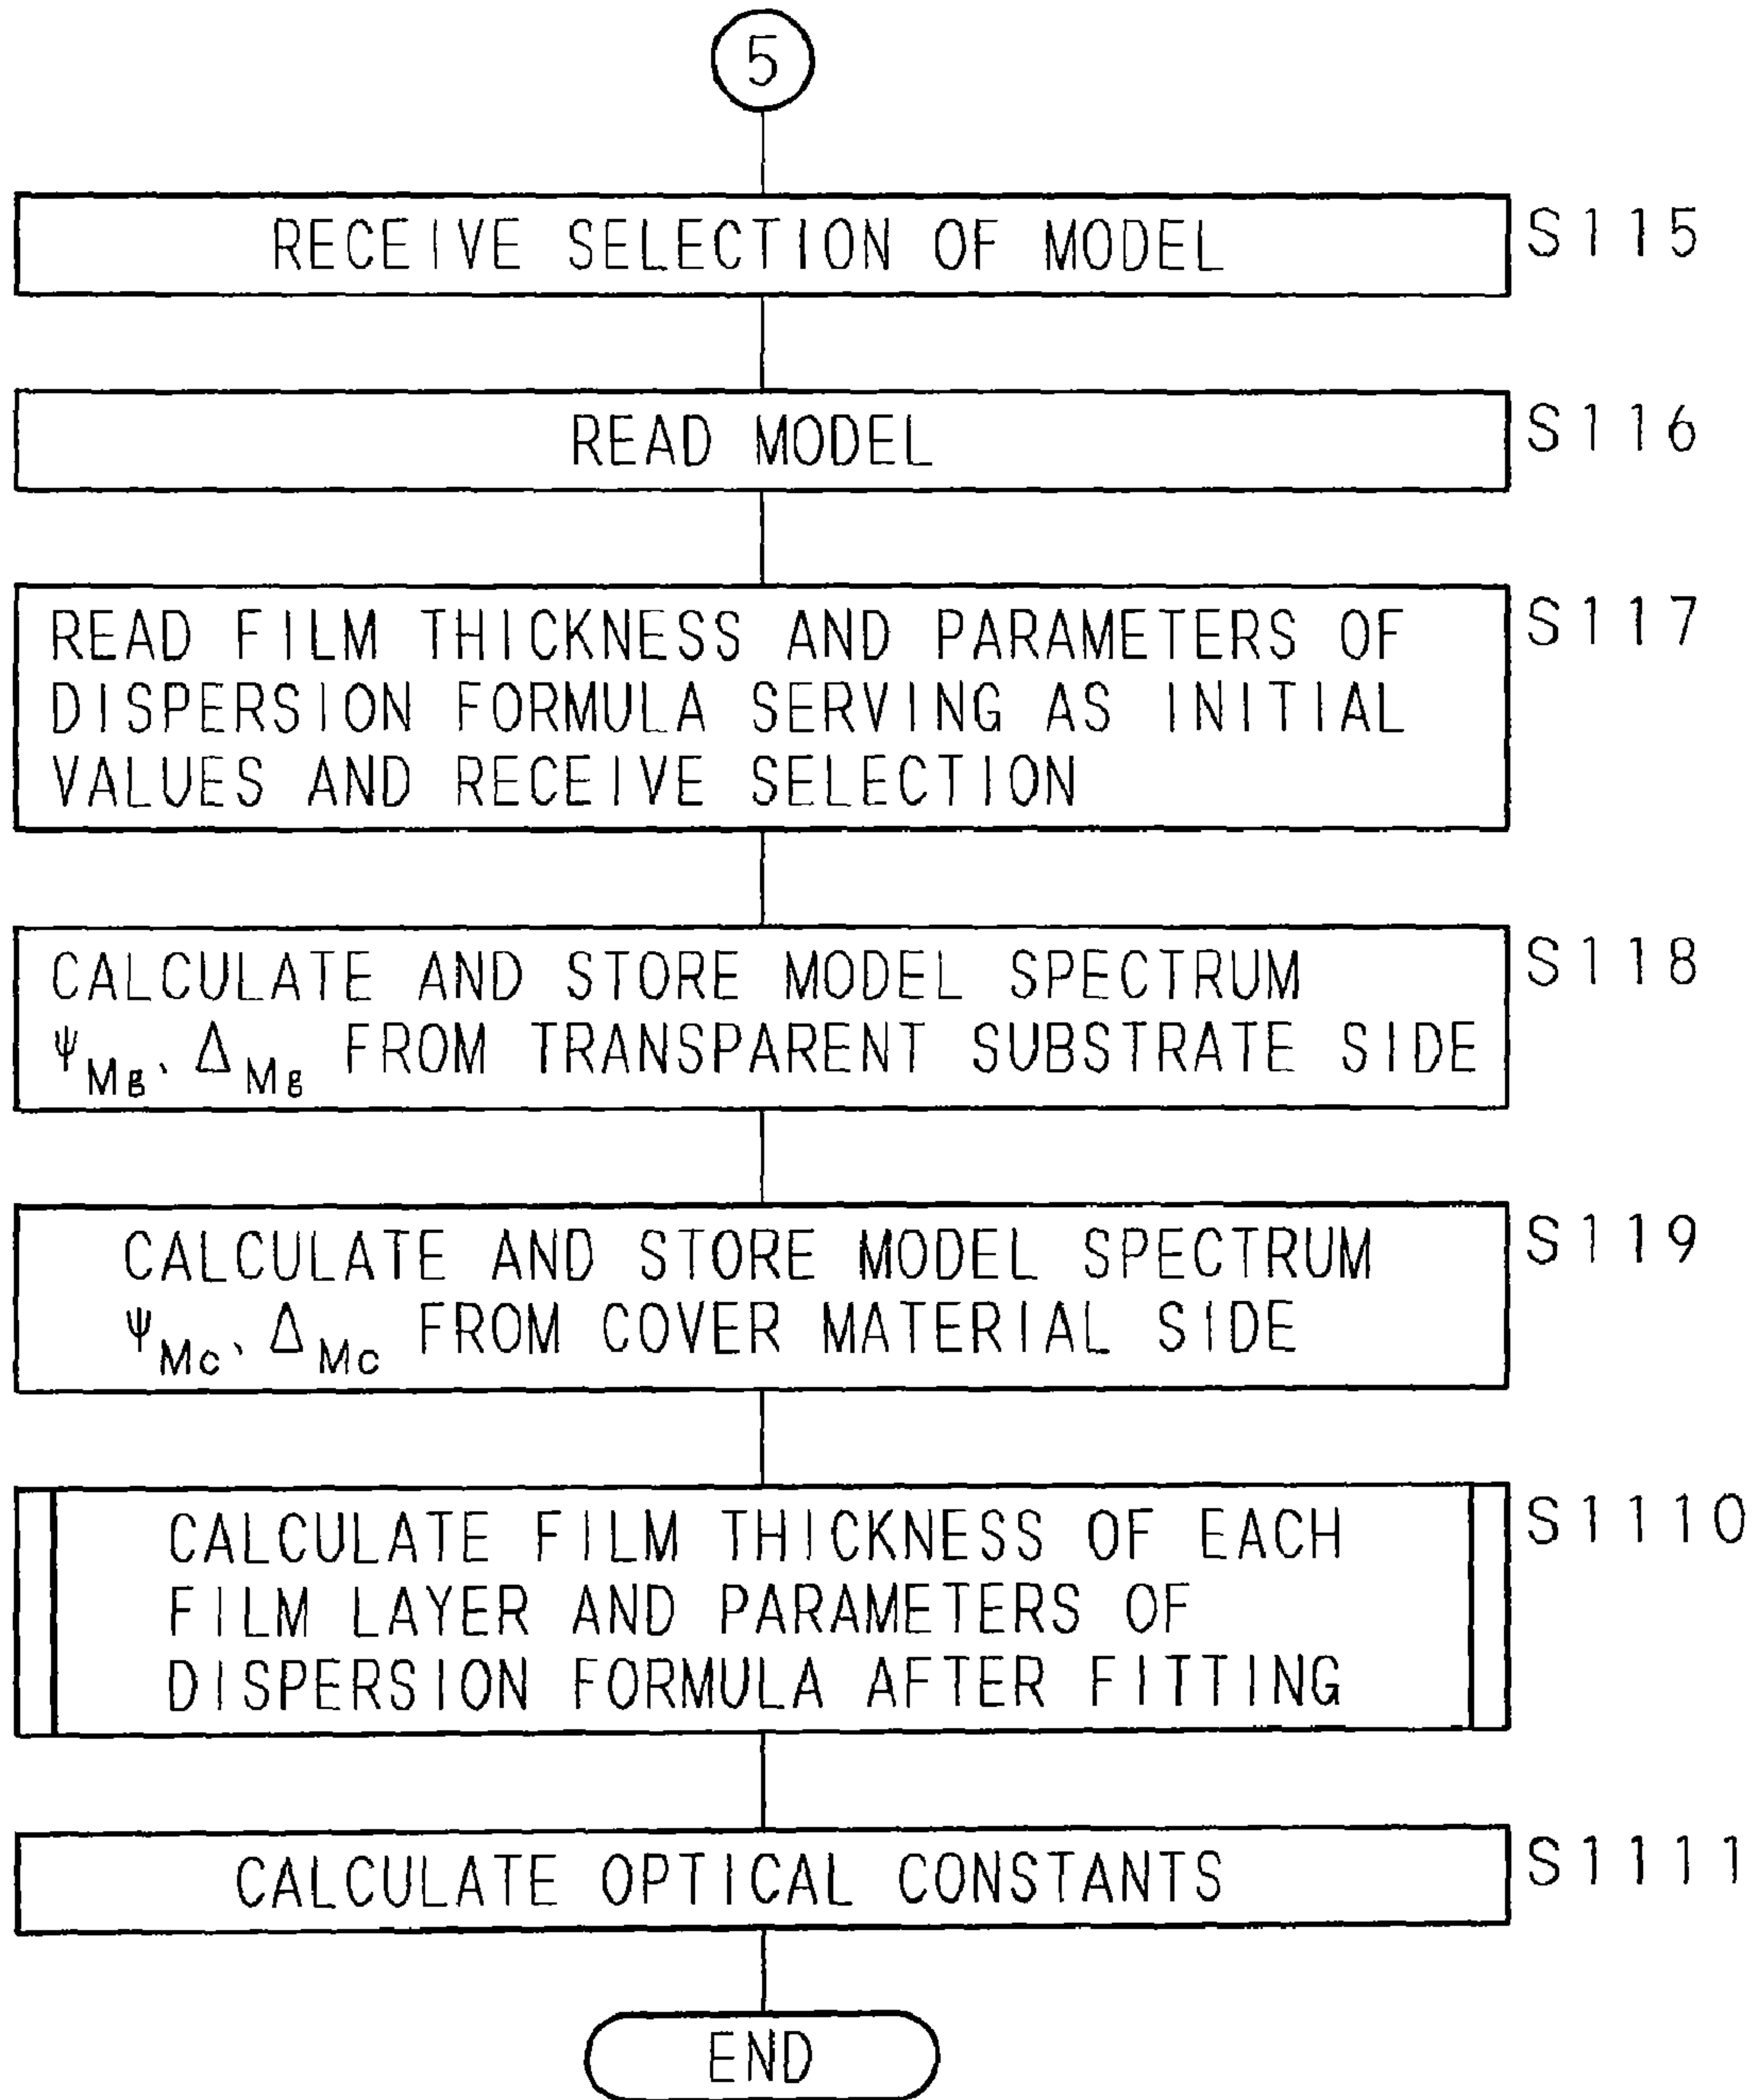 5
RECEIVE SELECTION OF MODEL S115
READ MODEL S116
READ FILM THICKNESS AND PARAMETERS OF S117
DISPERSION FORMULA SERVING AS INITIAL
VALUES AND RECEIVE SELECTION
CALCULATE AND STORE MODEL SPECTRUM S118
ΨMg、ΔMg FROM TRANSPARENT SUBSTRATE SIDE
CALCULATE AND STORE MODEL SPECTRUM S119
ΨMc、ΔMc FROM COVER MATERIAL SIDE
CALCULATE FILM THICKNESS OF EACH S1110
FILM LAYER AND PARAMETERS OF
DISPERSION FORMULA AFTER FITTING
CALCULATE OPTICAL CONSTANTS S1111
END